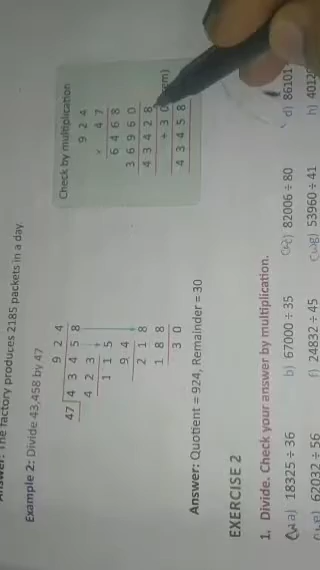 The factory produces 2185 packets in a day.
Example 2: Divide 43,458 by 47
9 2 4
47 4 3 4 5 8
4 2 3
1 1 5
9 4
2 1 8
1 8 8
3 0
Check by multiplication
9 2 4
× 4 7
6 4 6 8
3 6 9 6 0
4 3 4 2 8
+ 3 0
4 3 4 5 8
Answer: Quotient = 924, Remainder = 30
EXERCISE 2
1. Divide. Check your answer by multiplication.
a) 18325 ÷ 36 b) 67000 ÷ 35 82006 ÷ 80 d) 86101
62032 ÷ 56 f) 24832 ÷ 45 g) 53960 ÷ 41 h) 4012